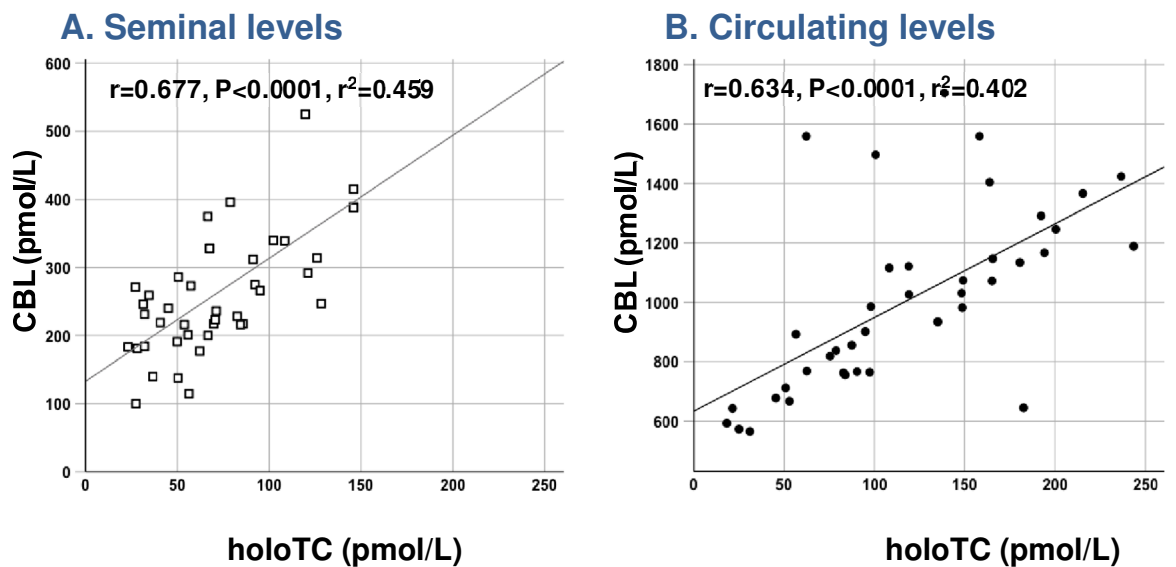 A. Seminal levels
r=0.677, P<0.0001, r²=0.459
CBL (pmol/L)
600
500
400
300
200
100
0
0 50 100 150 200 250
holoTC (pmol/L)
B. Circulating levels
r=0.634, P<0.0001, r²=0.402
CBL (pmol/L)
1800
1600
1400
1200
1000
800
600
0 50 100 150 200 250
holoTC (pmol/L)